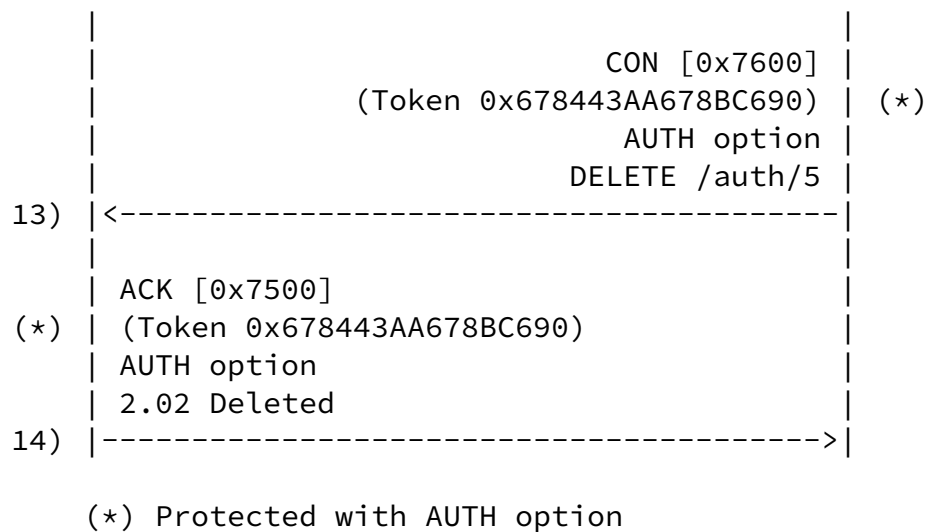 CON [0x7600]
(Token 0x678443AA678BC690) | (*)
AUTH option
DELETE /auth/5
13) |<----------------------------------------|
ACK [0x7500]
(*) | (Token 0x678443AA678BC690)
AUTH option
2.02 Deleted
14) |---------------------------------------->|
(*) Protected with AUTH option